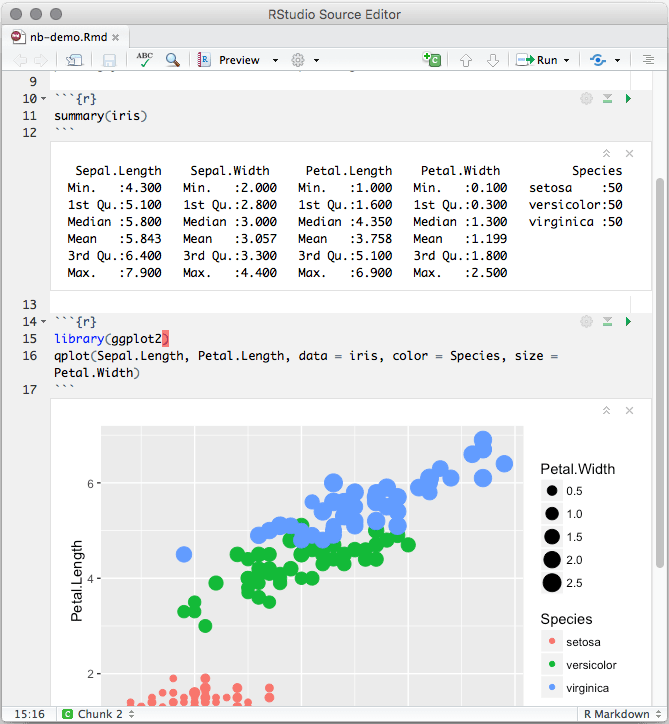 RStudio Source Editor
nb-demo.Rmd
ABC
Preview
Run
9
10 ```{r}
11 summary(iris)
12 ```
Sepal.Length Sepal.Width Petal.Length Petal.Width Species
Min. :4.300 Min. :2.000 Min. :1.000 Min. :0.100 setosa :50
1st Qu.:5.100 1st Qu.:2.800 1st Qu.:1.600 1st Qu.:0.300 versicolor:50
Median :5.800 Median :3.000 Median :4.350 Median :1.300 virginica :50
Mean :5.843 Mean :3.057 Mean :3.758 Mean :1.199
3rd Qu.:6.400 3rd Qu.:3.300 3rd Qu.:5.100 3rd Qu.:1.800
Max. :7.900 Max. :4.400 Max. :6.900 Max. :2.500
13
14 ```{r}
15 library(ggplot2)
16 qplot(Sepal.Length, Petal.Length, data = iris, color = Species, size =
Petal.Width)
17 ```
Petal.Length
6
4
2
Petal.Width
0.5
1.0
1.5
2.0
2.5
Species
setosa
versicolor
virginica
15:16 C Chunk 2 R Markdown